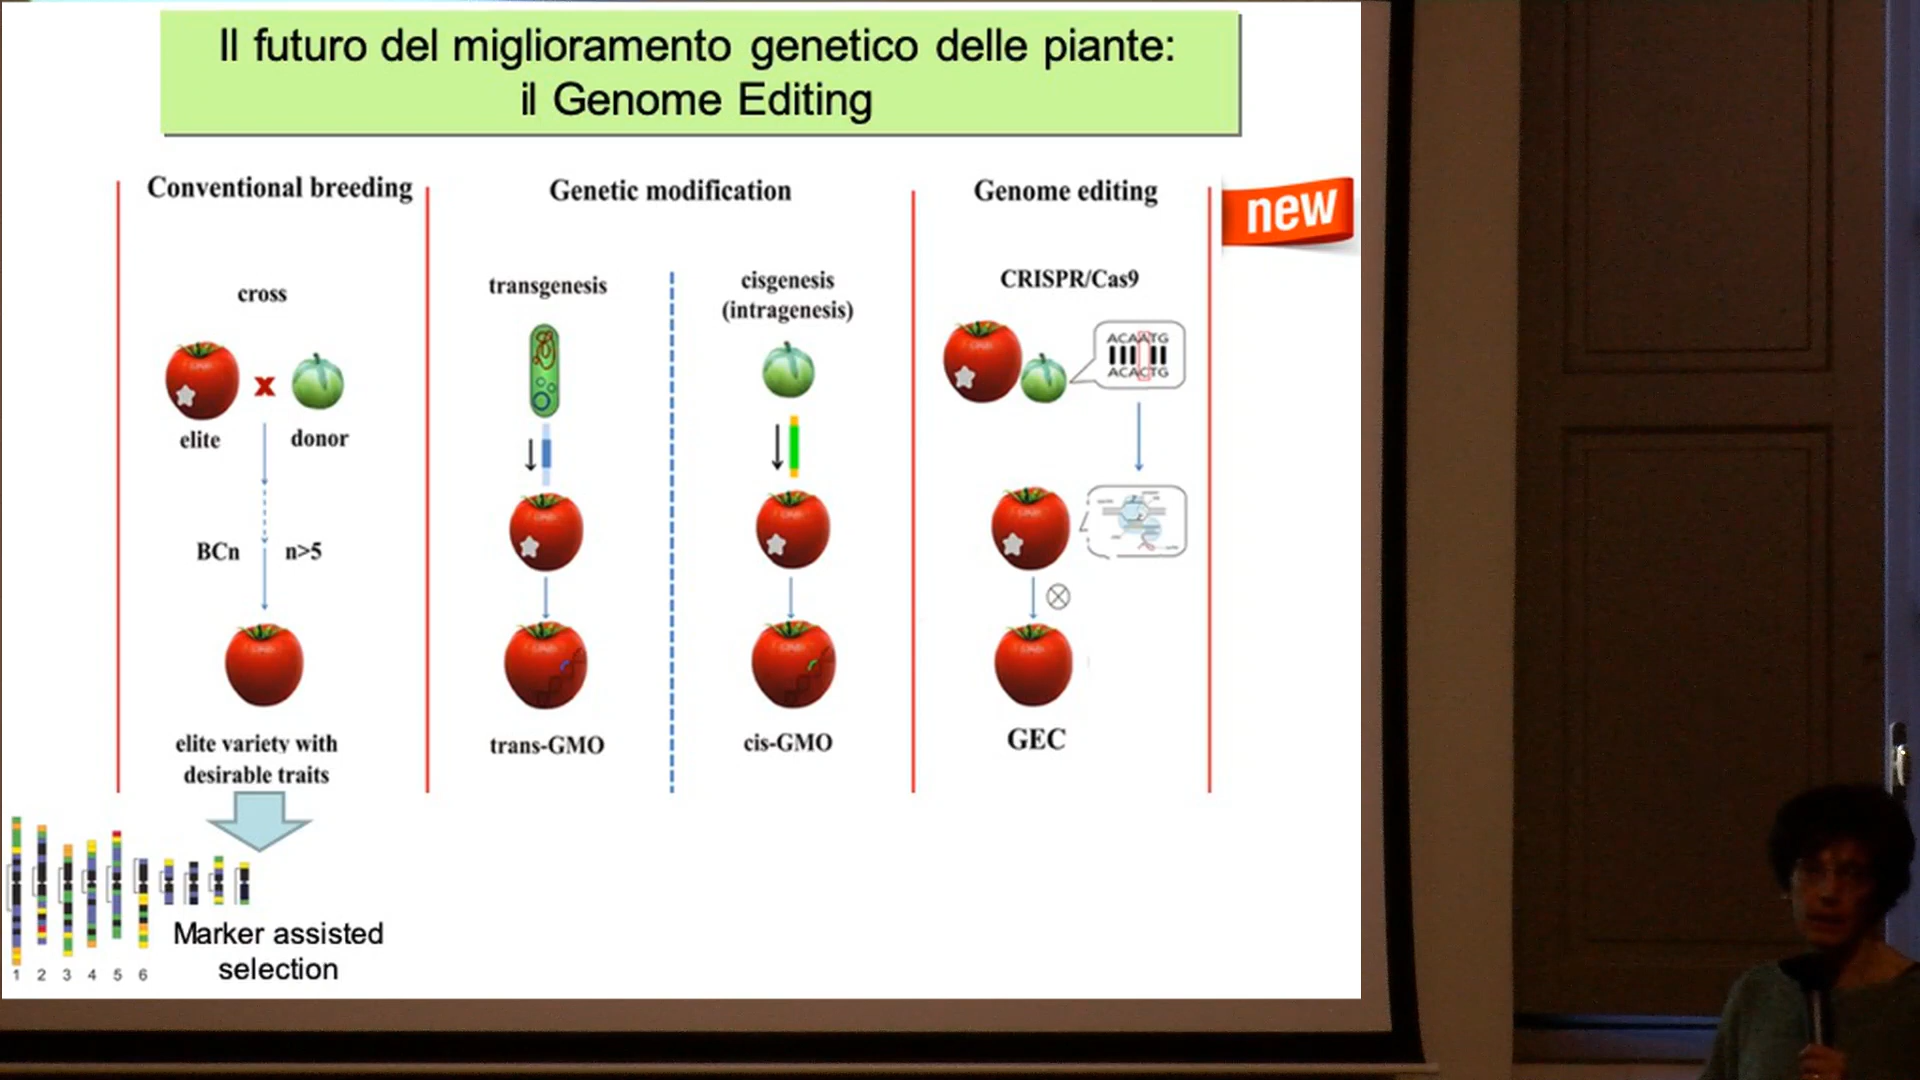 Il futuro del miglioramento genetico delle piante:
il Genome Editing
Conventional breeding
Genetic modification
Genome editing
new
cross
transgenesis
cisgenesis
(intragenesis)
CRISPR/Cas9
ACAATG
ACACTG
x
elite
donor
BCn
n>5
elite variety with
desirable traits
trans-GMO
cis-GMO
GEC
Marker assisted
selection
1 2 3 4 5 6